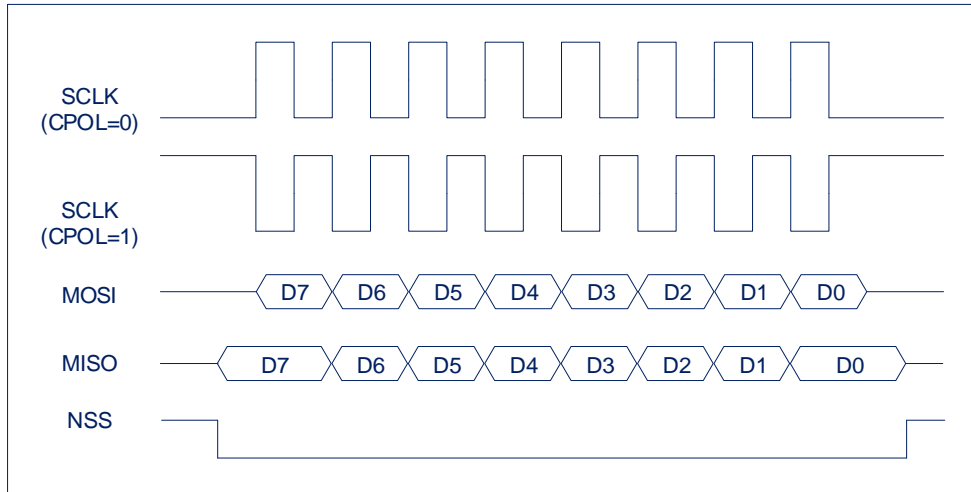 SCLK
(CPOL=0)
SCLK
(CPOL=1)
MOSI D7 D6 D5 D4 D3 D2 D1 D0
MISO D7 D6 D5 D4 D3 D2 D1 D0
NSS